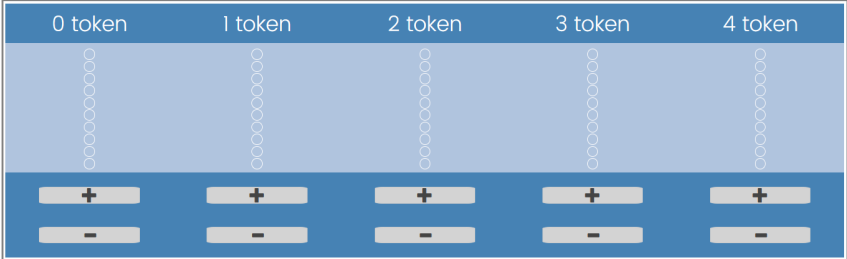 0 token 1 token 2 token 3 token 4 token
+ + + + +
- - - - -